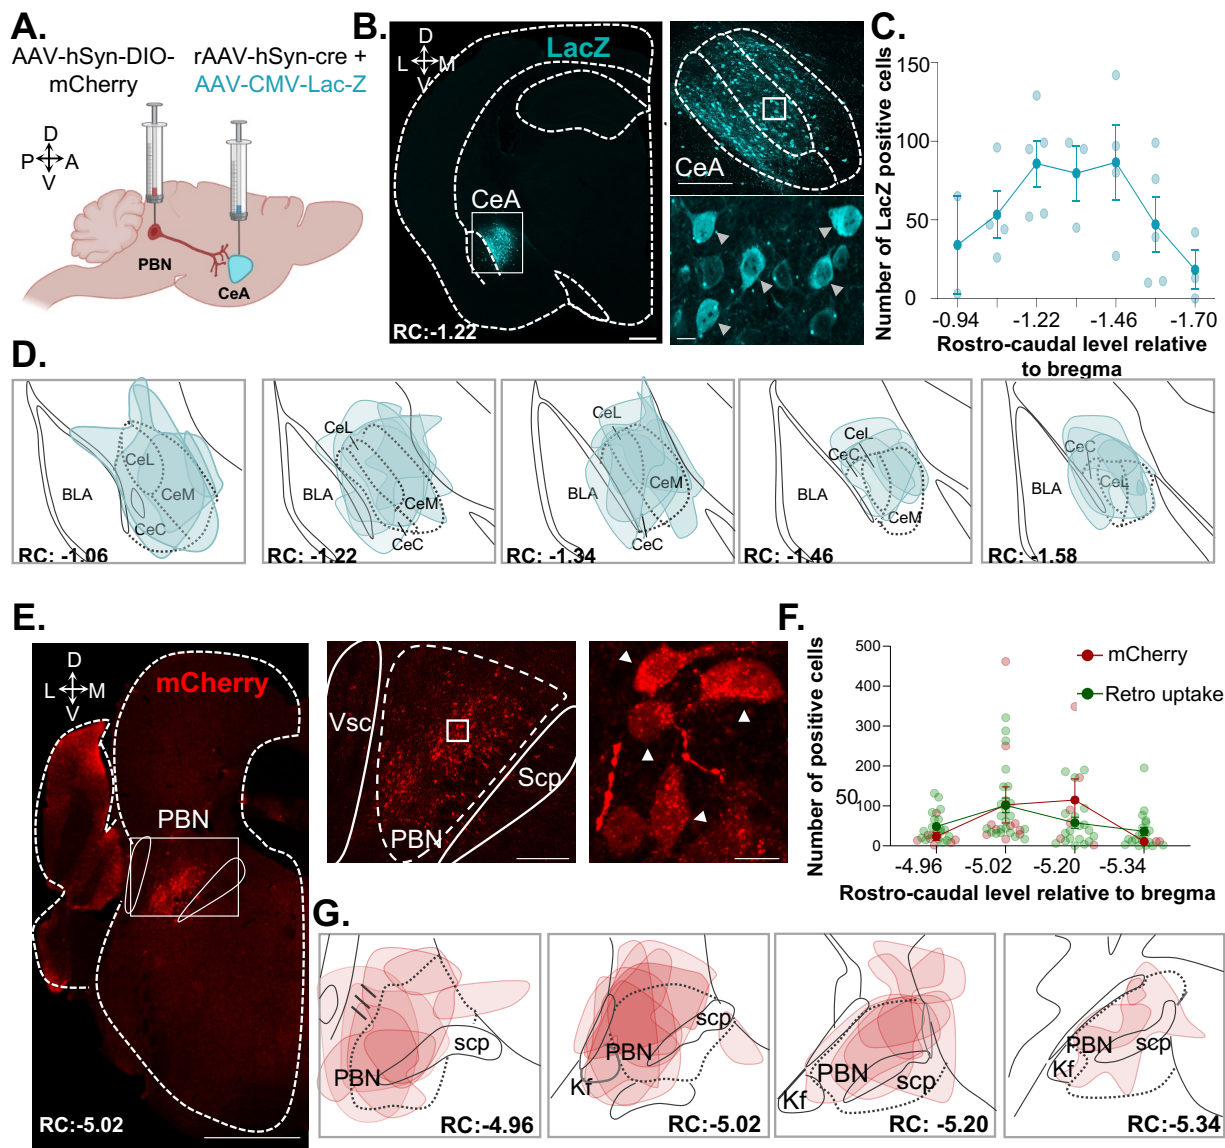 A.
AAV-hSyn-DIO-
mCherry
rAAV-hSyn-cre +
AAV-CMV-Lac-Z
D
P A
V
PBN
CeA
B.
D
L M
V
LacZ
CeA
RC:-1.22
CeA
C.
Number of LacZ positive cells
150
100
50
0
-0.94 -1.22 -1.46 -1.70
Rostro-caudal level relative
to bregma
D.
CeL
BLA
CeM
CeC
RC: -1.06
CeL
BLA
CeM
CeC
RC: -1.22
CeL
BLA
CeM
CeC
RC: -1.34
CeL
CeC
BLA
CeM
RC: -1.46
CeC
BLA
CeL
RC: -1.58
E.
D
L M
V
mCherry
PBN
RC:-5.02
Vsc
Scp
PBN
F.
Number of positive cells
500
400
300
200
50
100
0
mCherry
Retro uptake
-4.96 -5.02 -5.20 -5.34
Rostro-caudal level relative to bregma
G.
scp
PBN
RC:-4.96
scp
PBN
Kf
RC:-5.02
PBN
scp
Kf
RC: -5.20
PBN
scp
Kf
RC:-5.34